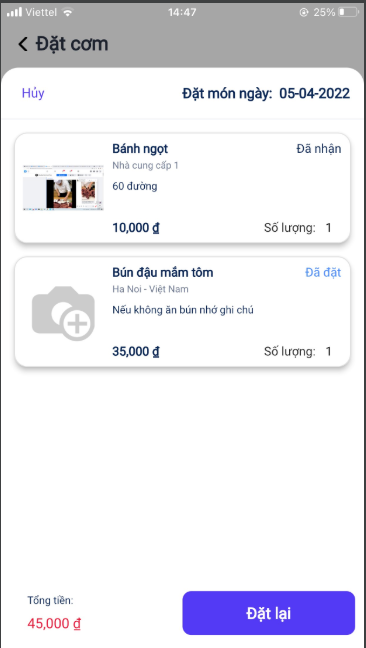 Viettel 14:47 25%
Đặt cơm
Hủy Đặt món ngày: 05-04-2022
Bánh ngọt Đã nhận
Nhà cung cấp 1
60 đường
10,000 ₫ Số lượng: 1
Bún đậu mắm tôm Đã đặt
Ha Noi - Việt Nam
Nếu không ăn bún nhớ ghi chú
35,000 ₫ Số lượng: 1
Tổng tiền:
45,000 ₫
Đặt lại